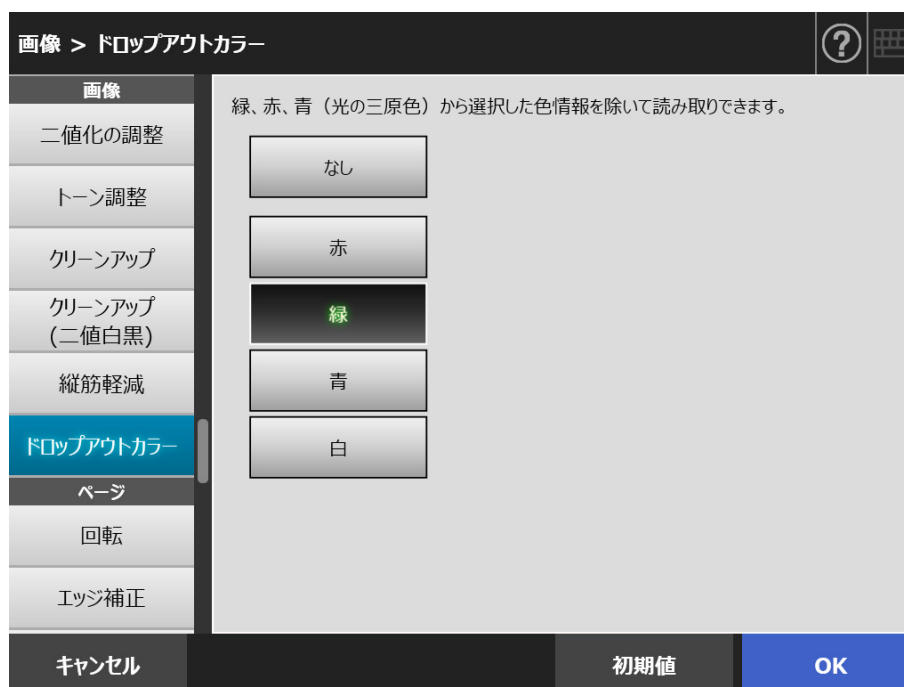 画像 > ドロップアウトカラー
?
画像
二値化の調整
トーン調整
クリーンアップ
クリーンアップ
(二値白黒)
縦筋軽減
ドロップアウトカラー
ページ
回転
エッジ補正
緑、赤、青（光の三原色）から選択した色情報を除いて読み取りできます。
なし
赤
緑
青
白
キャンセル
初期値
OK